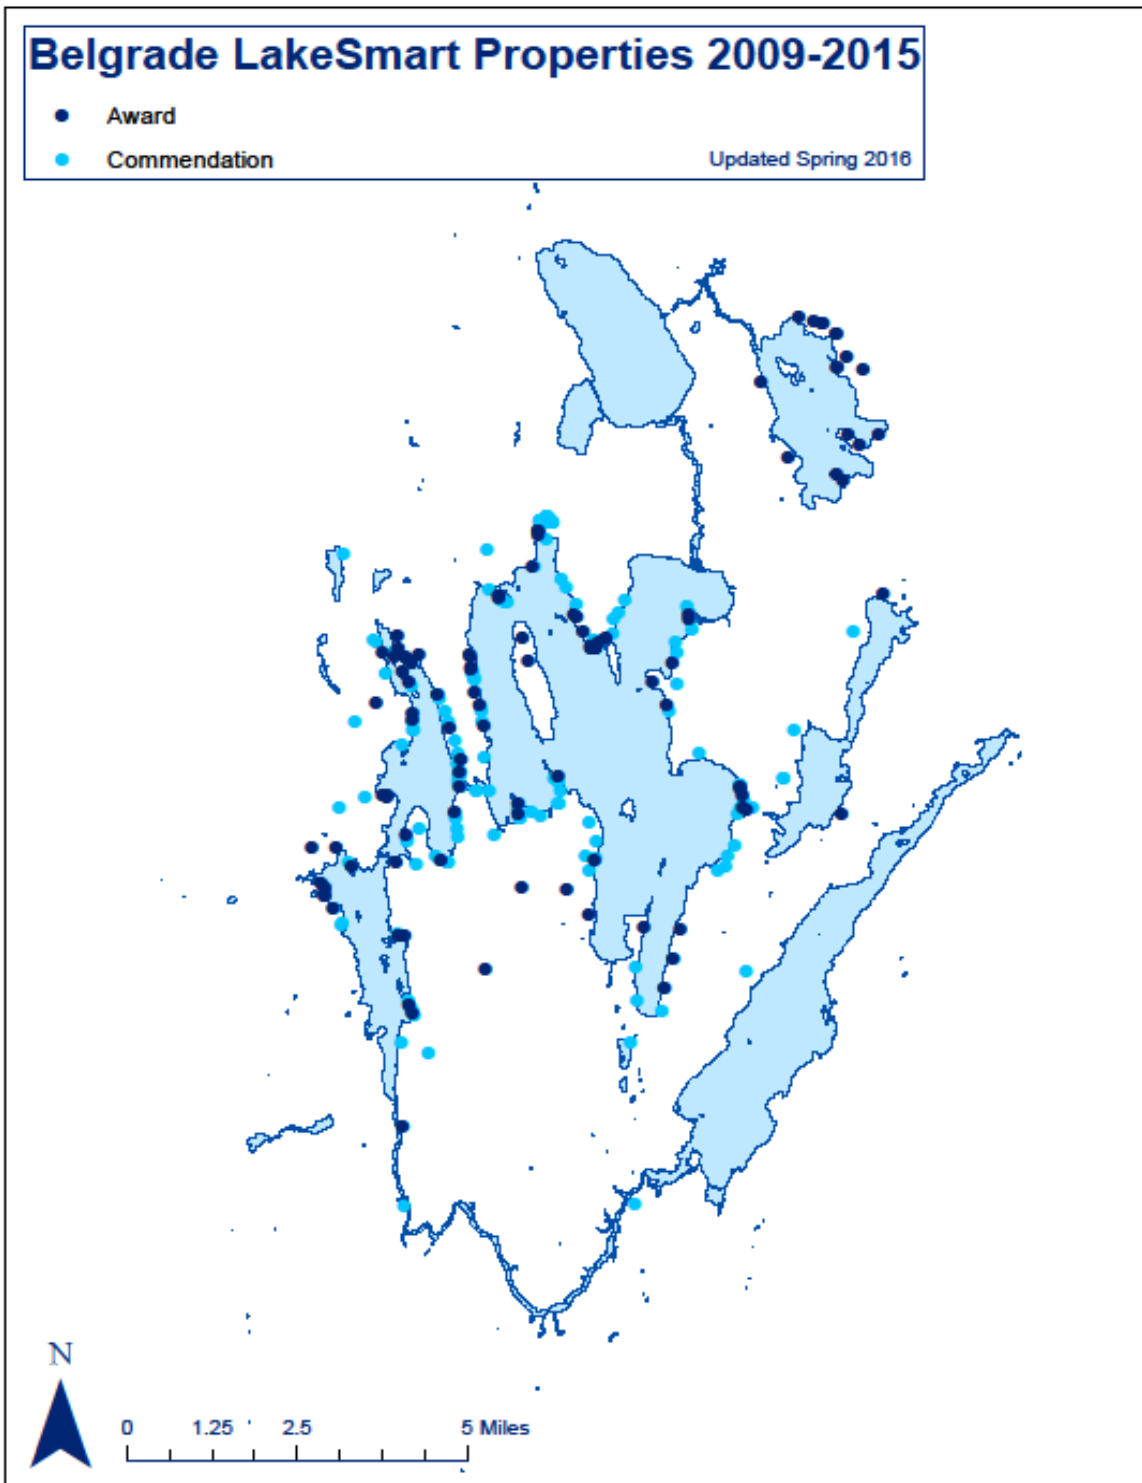 Belgrade LakeSmart Properties 2009-2015
Award
Commendation
Updated Spring 2016
N
0 1.25 2.5 5 Miles